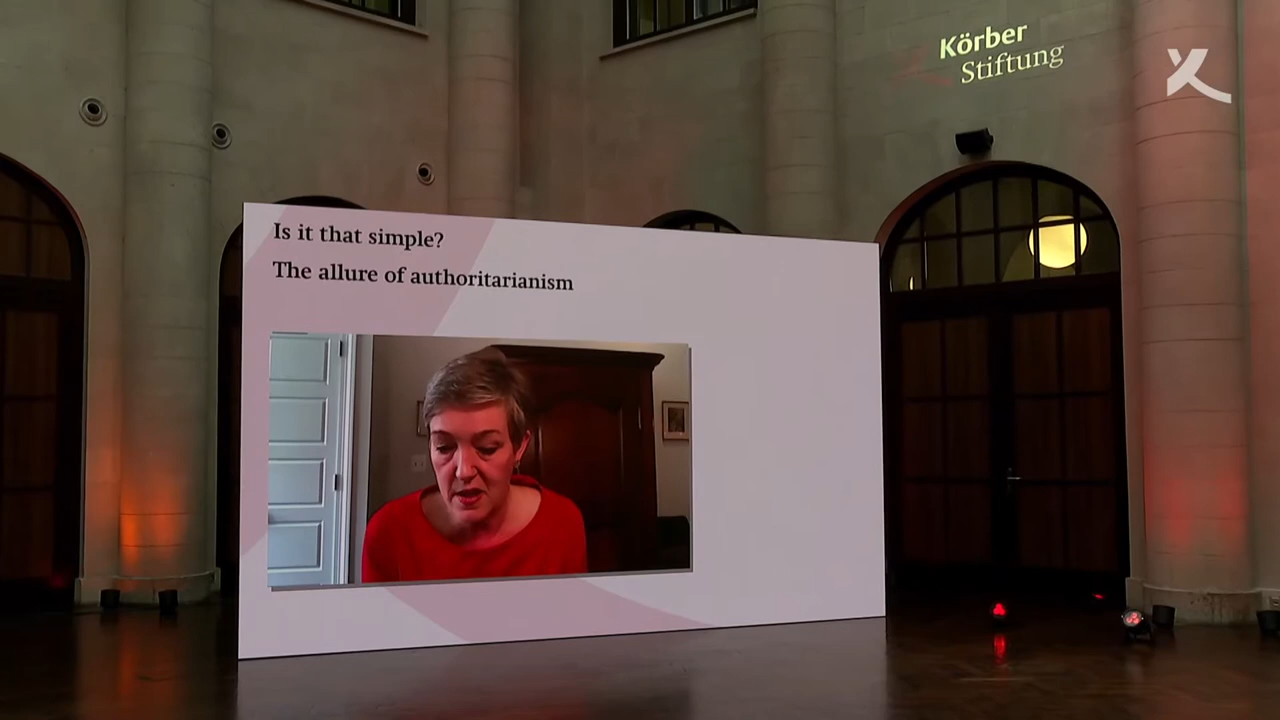 Körber
Stiftung
Is it that simple?
The allure of authoritarianism